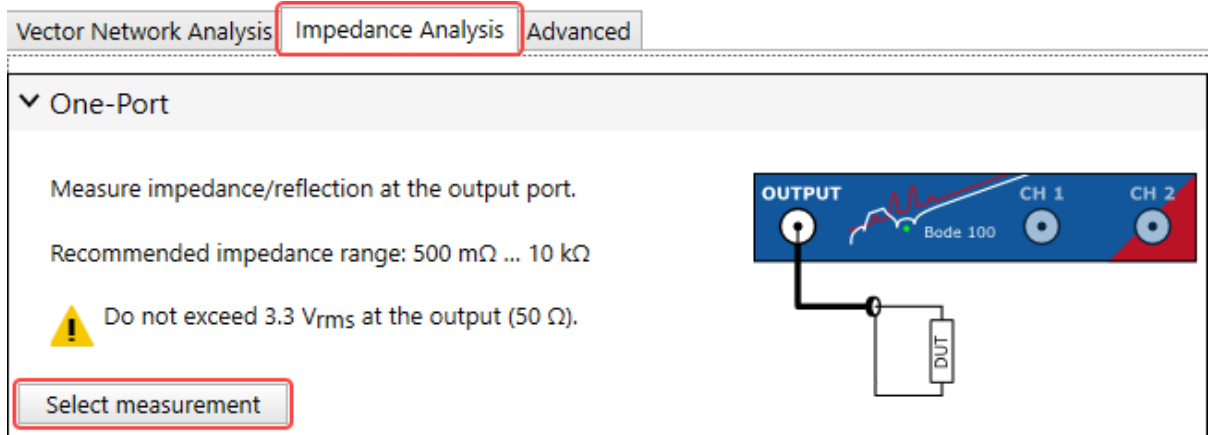 Vector Network Analysis Impedance Analysis Advanced
One-Port
Measure impedance/reflection at the output port.
Recommended impedance range: 500 mΩ ... 10 kΩ
Do not exceed 3.3 Vrms at the output (50 Ω).
Select measurement
OUTPUT CH 1 CH 2
Bode 100
DUT